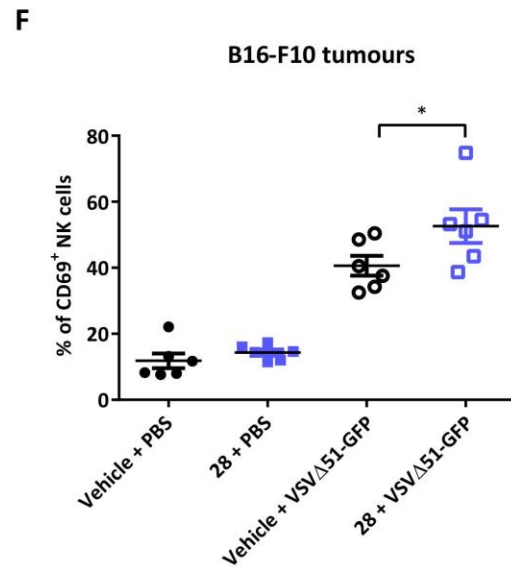 F
B16-F10 tumours
*
% of CD69⁺ NK cells
80
60
40
20
0
Vehicle + PBS
28 + PBS
Vehicle + VSVΔ51-GFP
28 + VSVΔ51-GFP